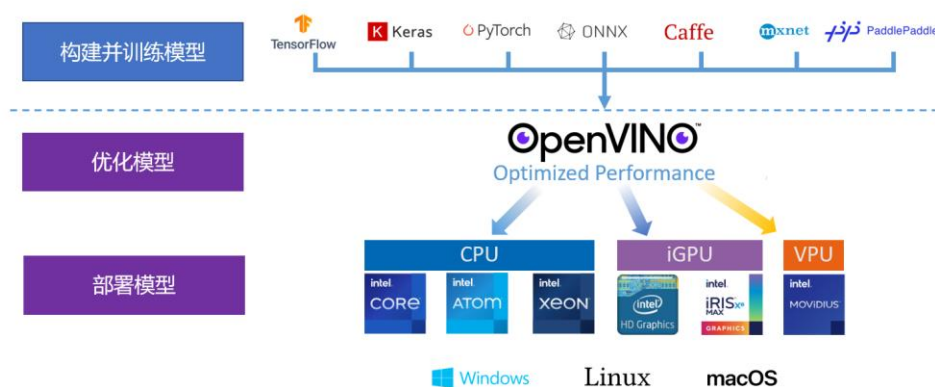 构建并训练模型
TensorFlow
Keras
PyTorch
ONNX
Caffe
mxnet
PaddlePaddle
优化模型
OpenVINO™
Optimized Performance
部署模型
CPU
iGPU
VPU
intel
CORE
intel
ATOM
intel
XEON
intel
HD Graphics
intel
IRIS Xe
MAX
GRAPHICS
intel
MOVIDIUS
Windows
Linux
macOS